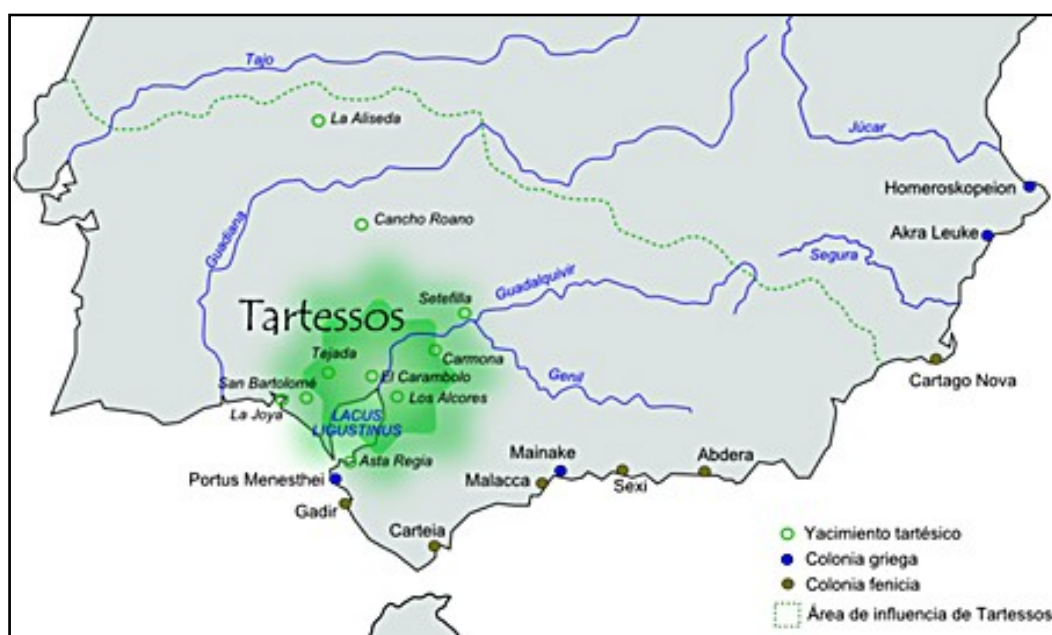 Tajo
La Aliseda
Júcar
Homeroskopeion
Cancho Roano
Guadiana
Akra Leuke
Segura
Guadalquivir
Setefilla
Tartessos
Tejada
Carmona
Cartago Nova
El Carambolo
Genil
San Bartolomé
Los Alcores
La Joya
LACUS
LIGUSTINUS
Asta Regia
Mainake
Abdera
Portus Menesthei
Malacca
Sexi
Gadir
Carteia
Yacimiento tartésico
Colonia griega
Colonia fenicia
Área de influencia de Tartessos